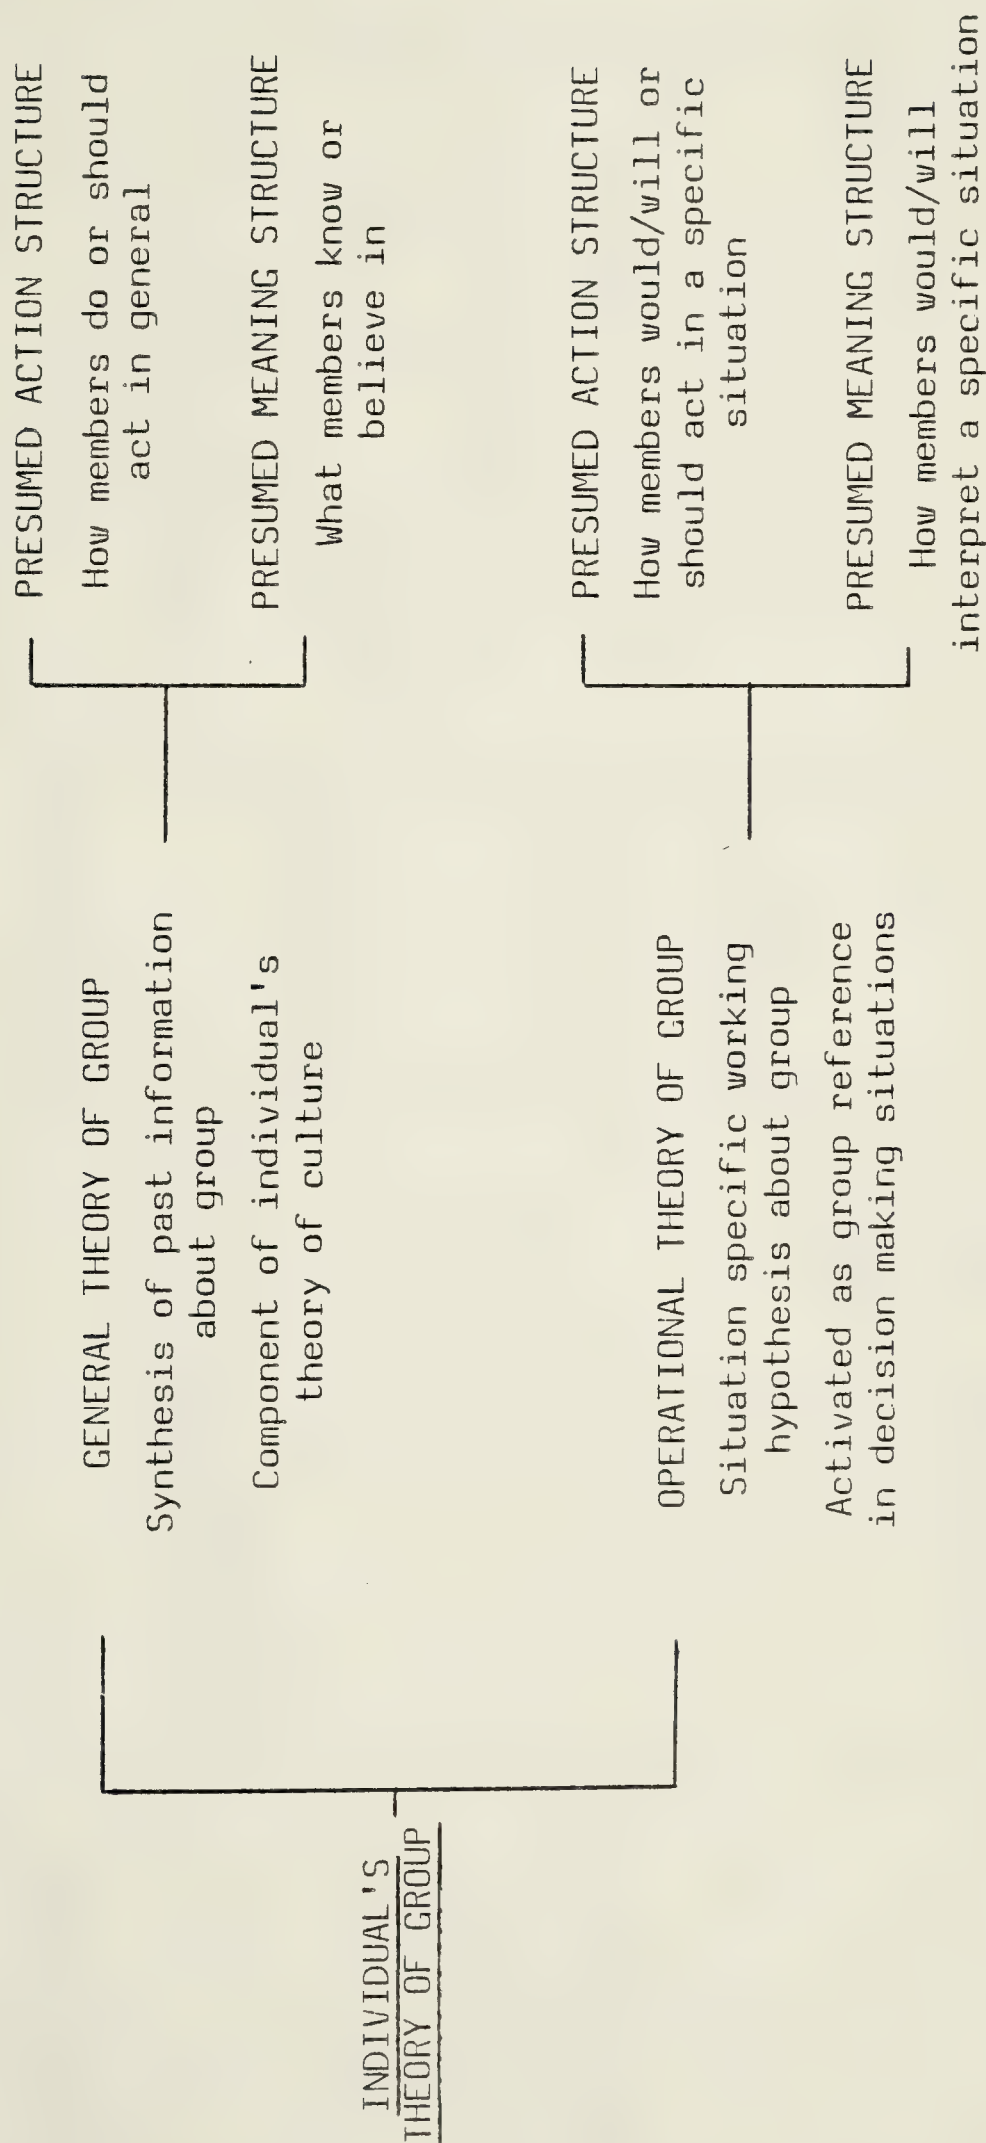 INDIVIDUAL'S
THEORY OF GROUP
GENERAL THEORY OF GROUP
Synthesis of past information
about group
Component of individual's
theory of culture
OPERATIONAL THEORY OF GROUP
Situation specific working
hypothesis about group
Activated as group reference
in decision making situations
PRESUMED ACTION STRUCTURE
How members do or should
act in general
PRESUMED MEANING STRUCTURE
What members know or
believe in
PRESUMED ACTION STRUCTURE
How members would/will or
should act in a specific
situation
PRESUMED MEANING STRUCTURE
How members would/will
interpret a specific situation